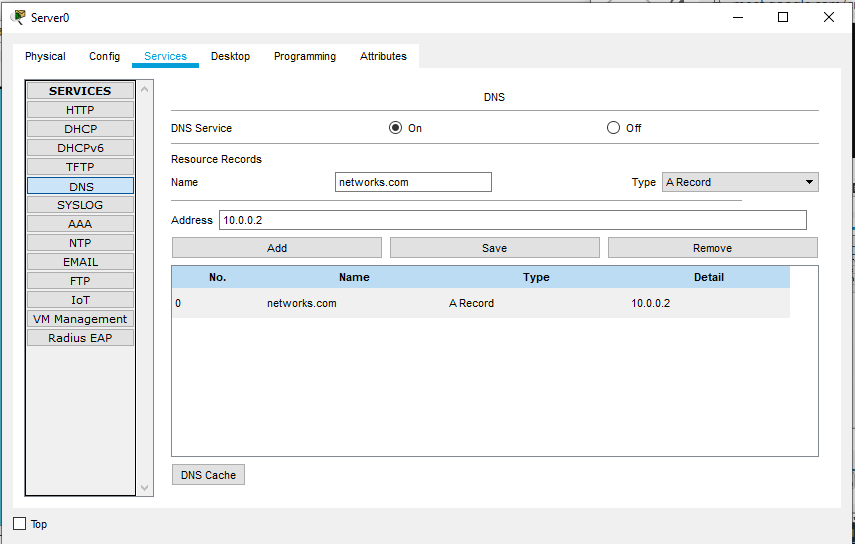 Server0
Physical Config Services Desktop Programming Attributes
SERVICES
HTTP
DHCP
DHCPv6
TFTP
DNS
SYSLOG
AAA
NTP
EMAIL
FTP
IoT
VM Management
Radius EAP
DNS
DNS Service On Off
Resource Records
Name networks.com Type A Record
Address 10.0.0.2
Add Save Remove
No. Name Type Detail
0 networks.com A Record 10.0.0.2
DNS Cache
Top